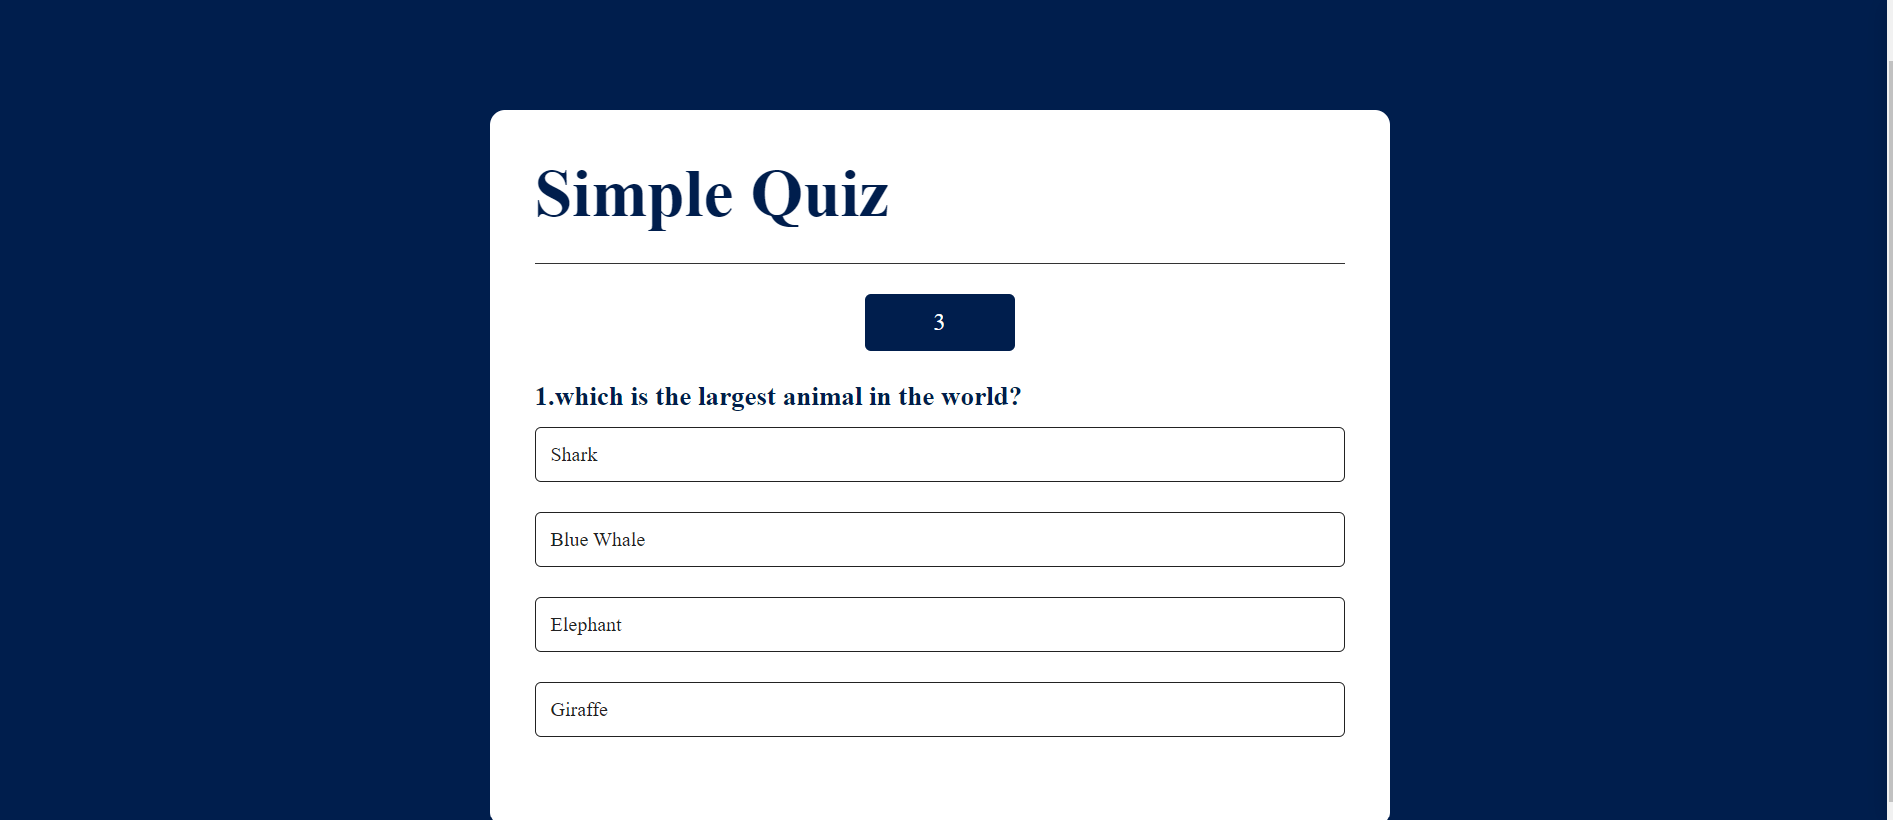 Simple Quiz
3
1.which is the largest animal in the world?
Shark
Blue Whale
Elephant
Giraffe